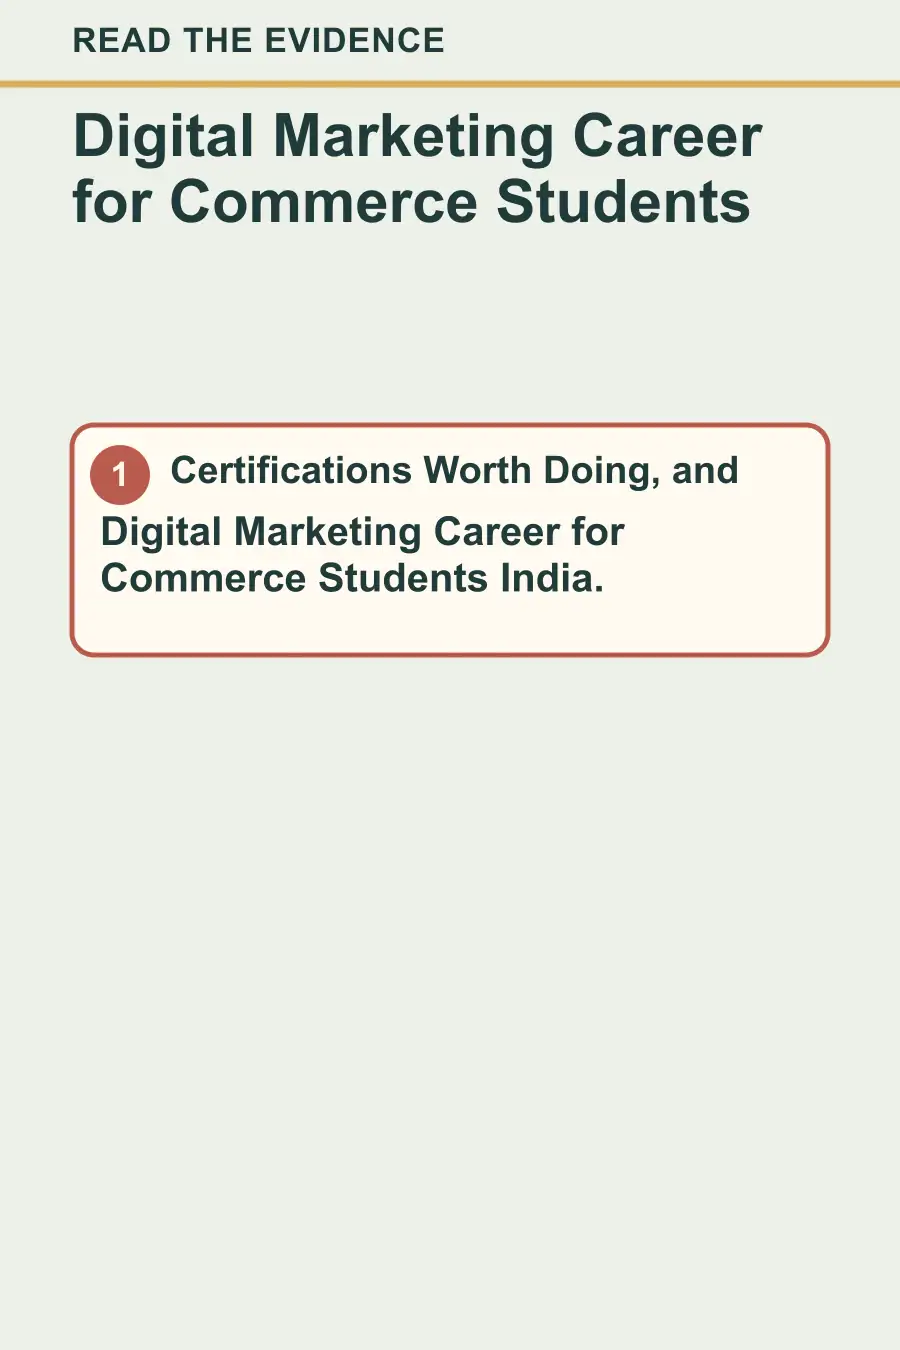 READ THE EVIDENCE
Digital Marketing Career
for Commerce Students
1 Certifications Worth Doing, and
Digital Marketing Career for
Commerce Students India.